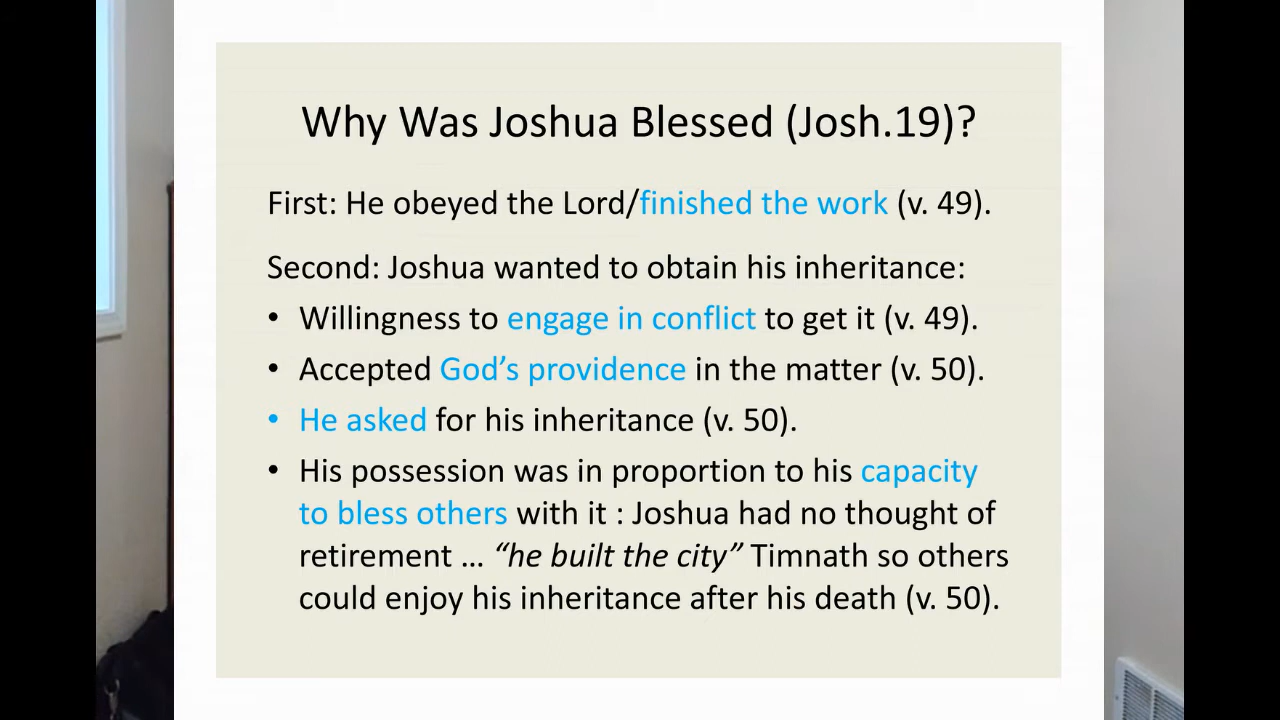 Why Was Joshua Blessed (Josh.19)?
First: He obeyed the Lord/finished the work (v. 49).
Second: Joshua wanted to obtain his inheritance:
• Willingness to engage in conflict to get it (v. 49).
• Accepted God’s providence in the matter (v. 50).
• He asked for his inheritance (v. 50).
• His possession was in proportion to his capacity
to bless others with it : Joshua had no thought of
retirement … “he built the city” Timnath so others
could enjoy his inheritance after his death (v. 50).